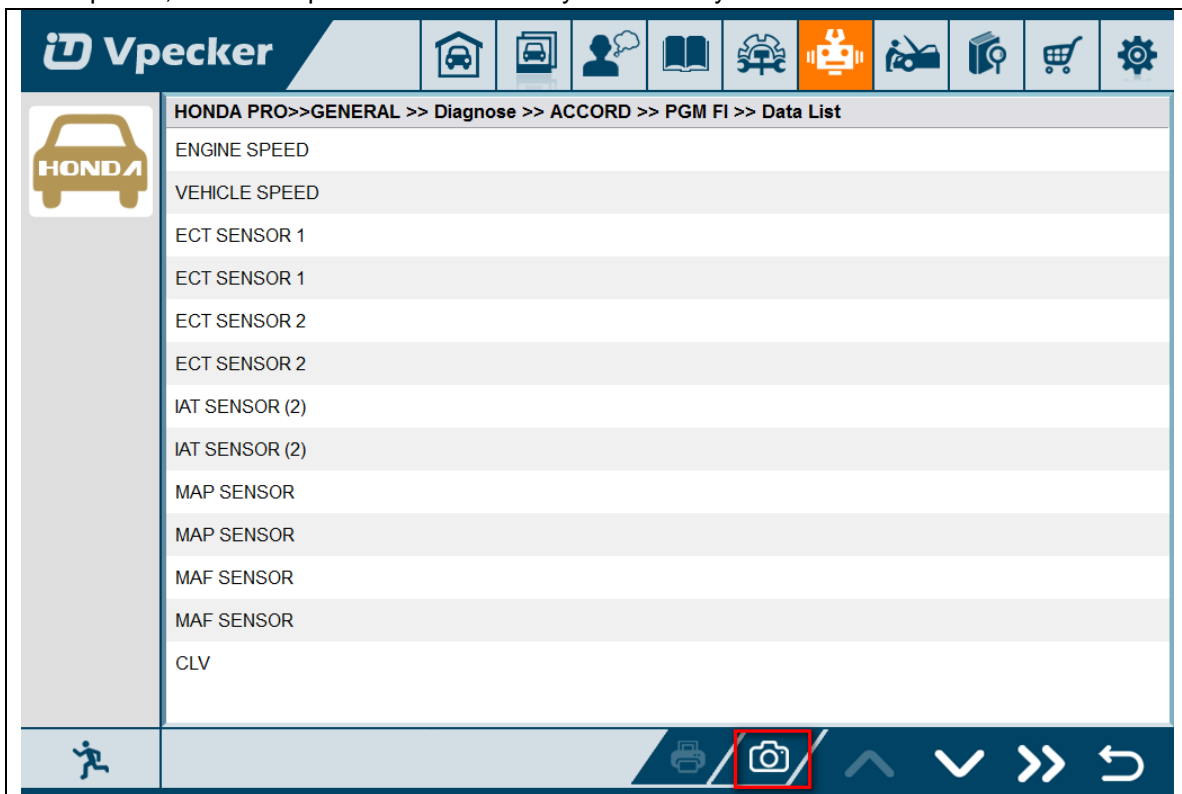 Vpecker
HONDA PRO>>GENERAL >> Diagnose >> ACCORD >> PGM FI >> Data List
HONDA
ENGINE SPEED
VEHICLE SPEED
ECT SENSOR 1
ECT SENSOR 1
ECT SENSOR 2
ECT SENSOR 2
IAT SENSOR (2)
IAT SENSOR (2)
MAP SENSOR
MAP SENSOR
MAF SENSOR
MAF SENSOR
CLV